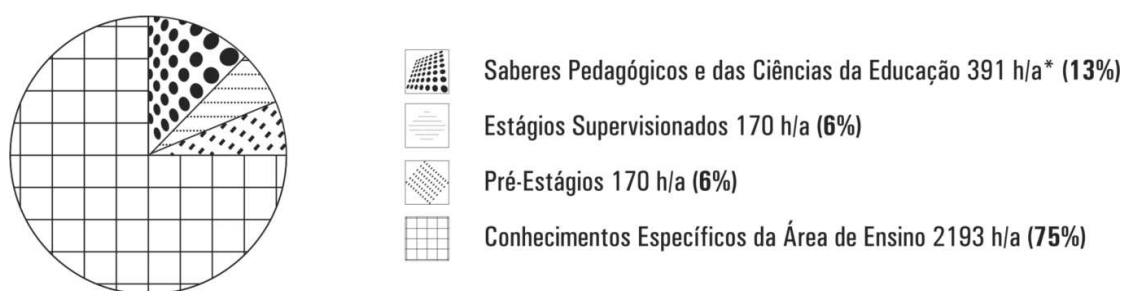 Saberes Pedagógicos e das Ciências da Educação 391 h/a* (13%)
Estágios Supervisionados 170 h/a (6%)
Pré-Estágios 170 h/a (6%)
Conhecimentos Específicos da Área de Ensino 2193 h/a (75%)